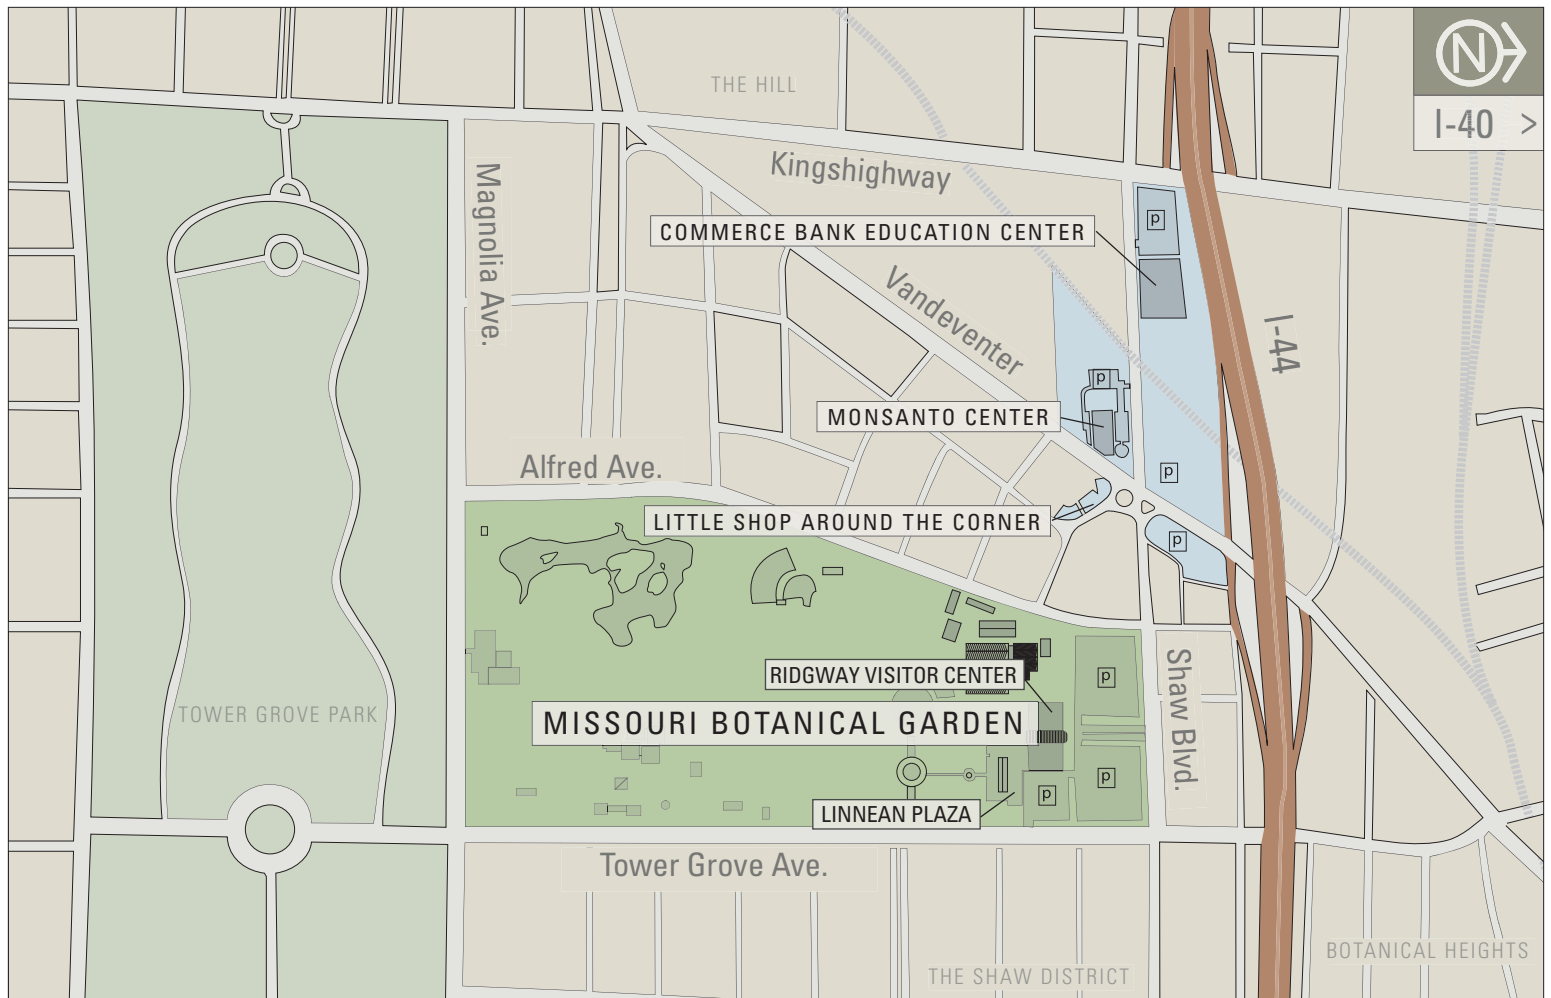 N
I-40 >
THE HILL
Kingshighway
Magnolia Ave.
p
COMMERCE BANK EDUCATION CENTER
Vandeventer
I-44
p
MONSANTO CENTER
Alfred Ave.
p
LITTLE SHOP AROUND THE CORNER
p
RIDGWAY VISITOR CENTER
p
Shaw Blvd.
TOWER GROVE PARK
MISSOURI BOTANICAL GARDEN
p
p
LINNEAN PLAZA
Tower Grove Ave.
BOTANICAL HEIGHTS
THE SHAW DISTRICT